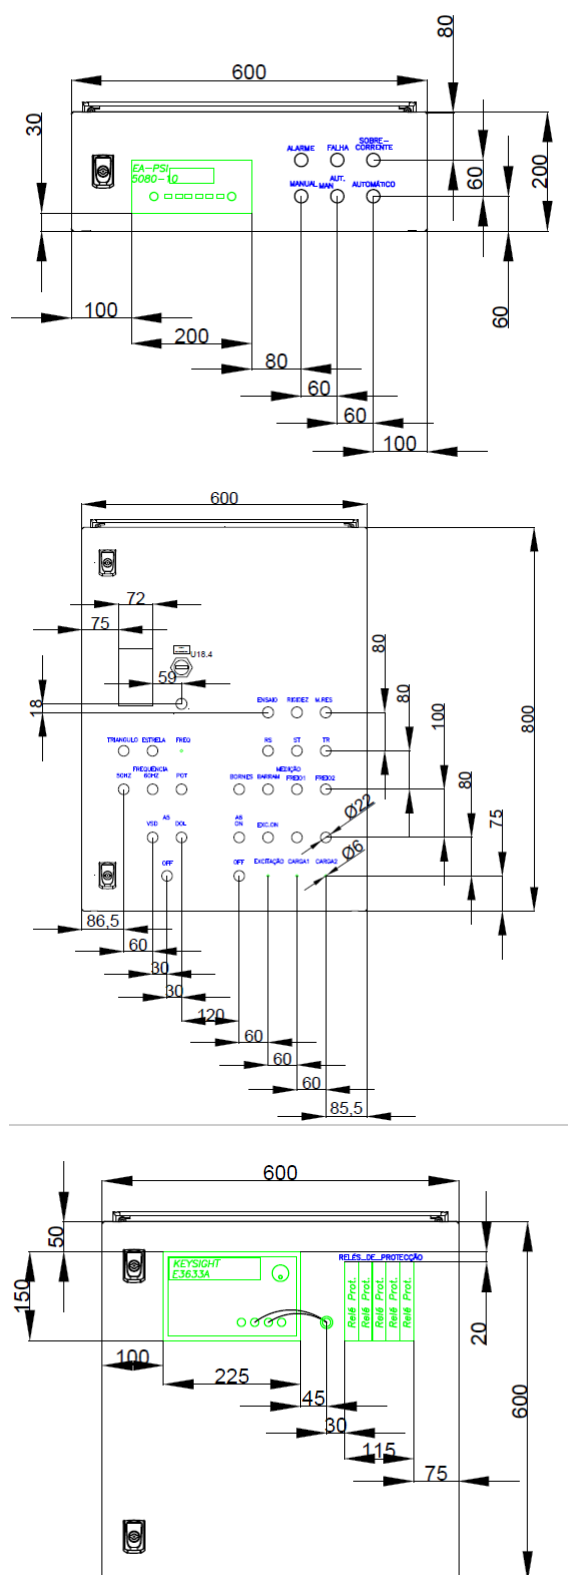 80
600
30
SOBRE-
ALARME FALHA CORRENTE
EA-PSI
5080-10
AUT.
MANUAL MAN AUTOMÁTICO
60
200
100
200
80
60
60
60
100
600
72
75
U18.4
59
18
ENSAIO RIGIDEZ M.RES
80
TRIANGULO ESTRELA FREQ RS ST TR
80
100
FREQUÊNCIA MEDIÇÃO
50HZ 60HZ POT BORNES BARRAM FREIO1 FREIO2
800
AS AS
VSD DOL ON EXC.ON
Ø22
80
75
Ø6
OFF OFF EXCITAÇÃO CARGA1 CARGA2
86,5
60
30
30
120
60
60
60
85,5
600
50
RELÉS_DE_PROTECÇÃO
KEYSIGHT
E3633A
Relé Prot.
Relé Prot.
Relé Prot.
Relé Prot.
Relé Prot.
150
20
100
225
45
30
115
75
600